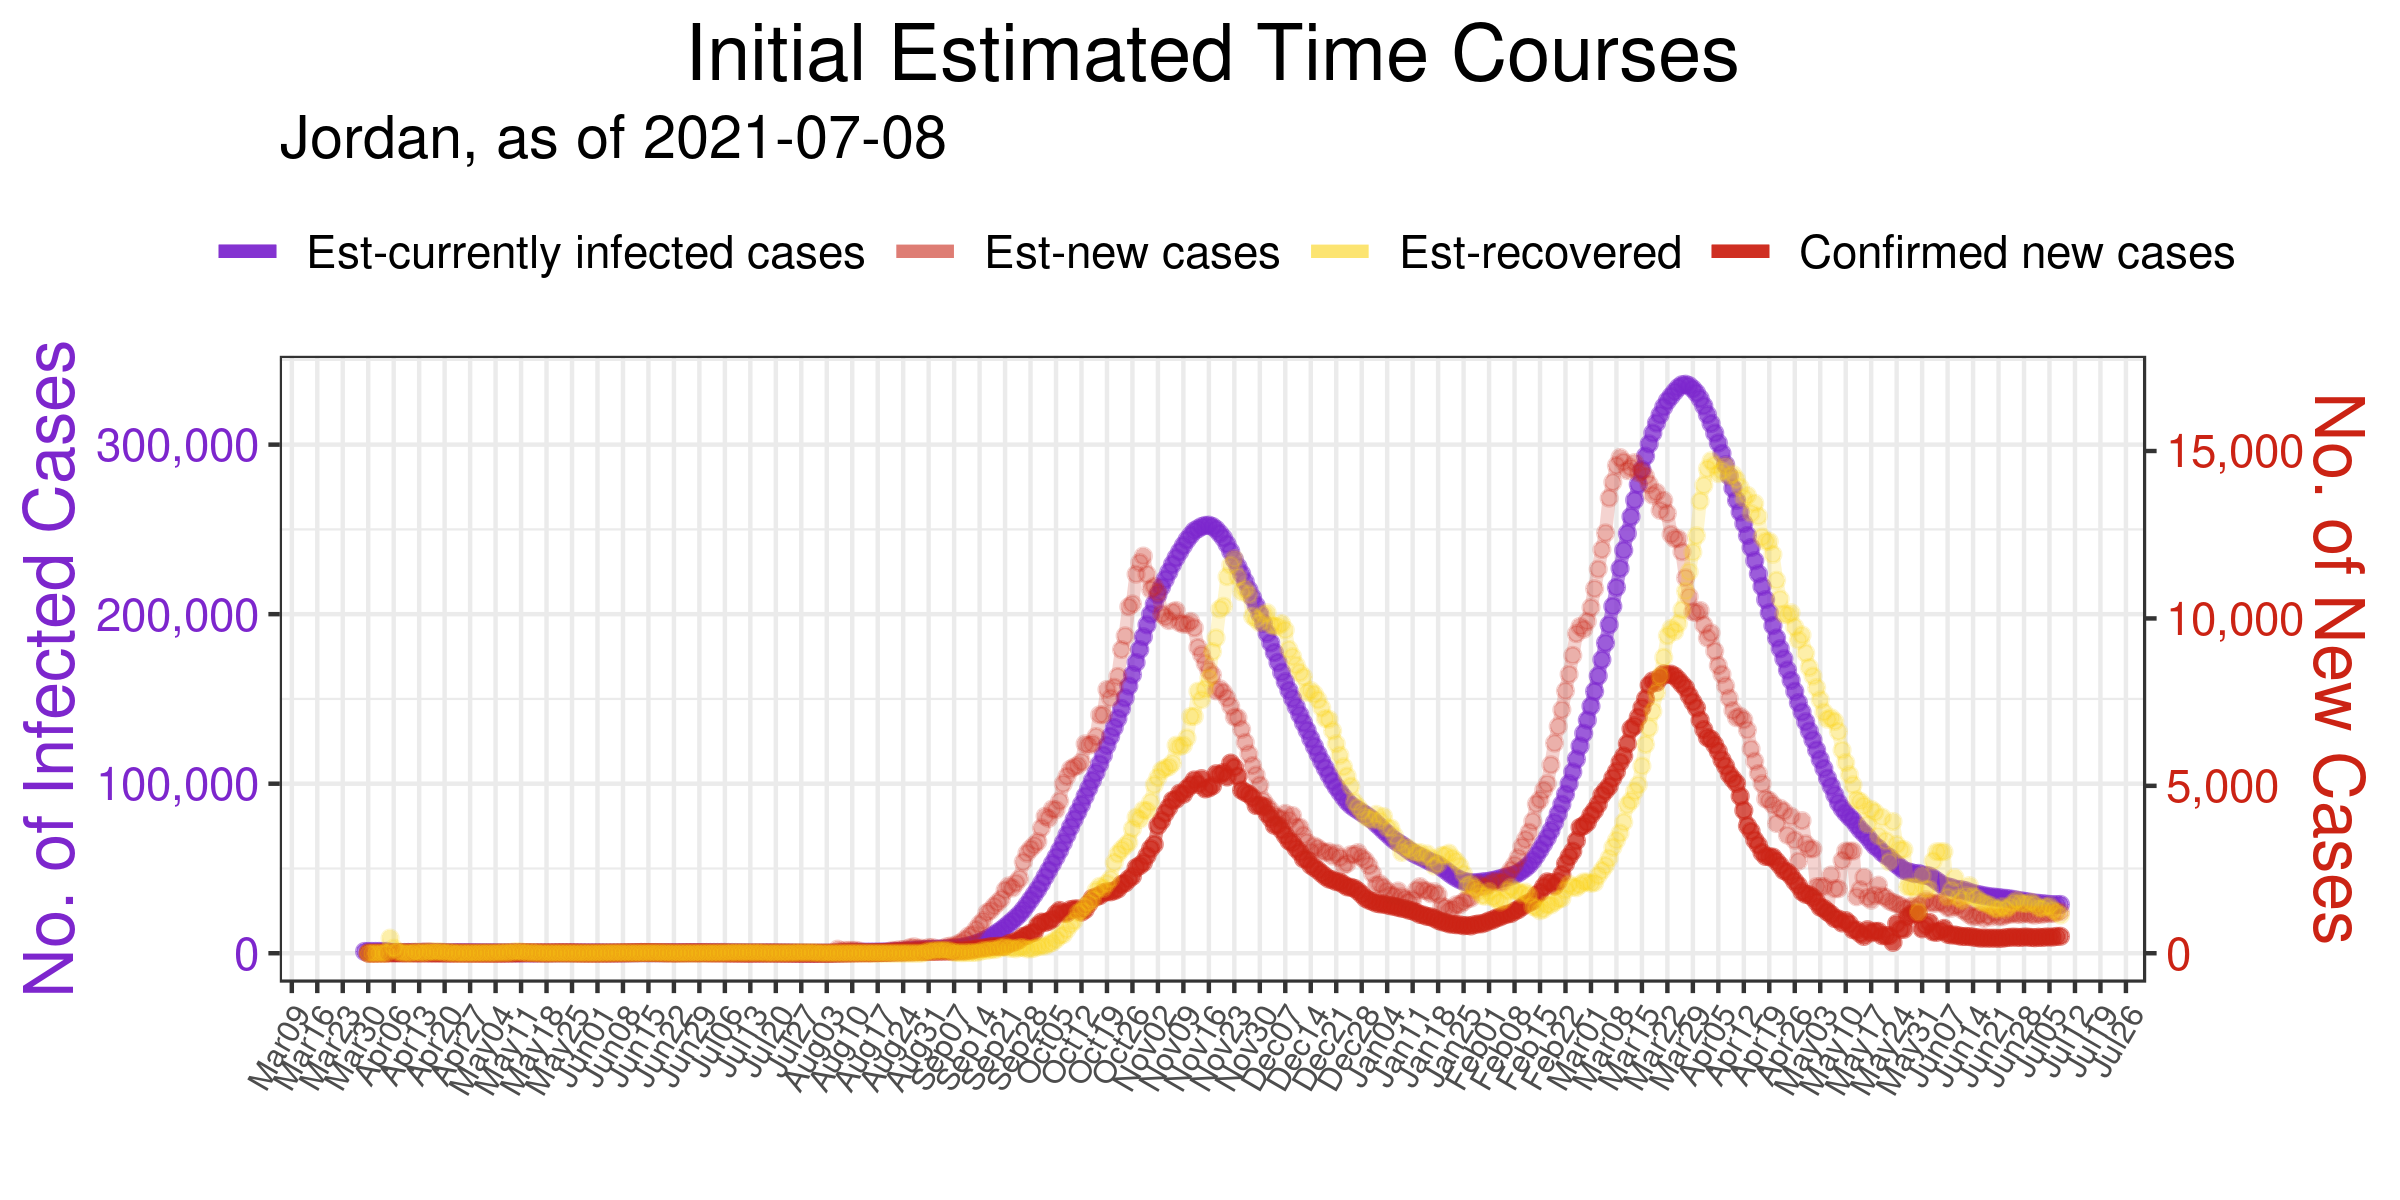 Initial Estimated Time Courses
Jordan, as of 2021-07-08
Est-currently infected cases
Est-new cases
Est-recovered
Confirmed new cases
No. of Infected Cases
300,000
200,000
100,000
0
15,000
10,000
5,000
0
No. of New Cases
Mar09
Mar16
Mar23
Mar30
Apr06
Apr13
Apr20
Apr27
May04
May11
May18
May25
Jun01
Jun08
Jun15
Jun22
Jun29
Jul06
Jul13
Jul20
Jul27
Aug03
Aug10
Aug17
Aug24
Aug31
Sep07
Sep14
Sep21
Sep28
Oct05
Oct12
Oct19
Oct26
Nov02
Nov09
Nov16
Nov23
Nov30
Dec07
Dec14
Dec21
Dec28
Jan04
Jan11
Jan18
Jan25
Feb01
Feb08
Feb15
Feb22
Mar01
Mar08
Mar15
Mar22
Mar29
Apr05
Apr12
Apr19
Apr26
May03
May10
May17
May24
May31
Jun07
Jun14
Jun21
Jun28
Jul05
Jul12
Jul19
Jul26